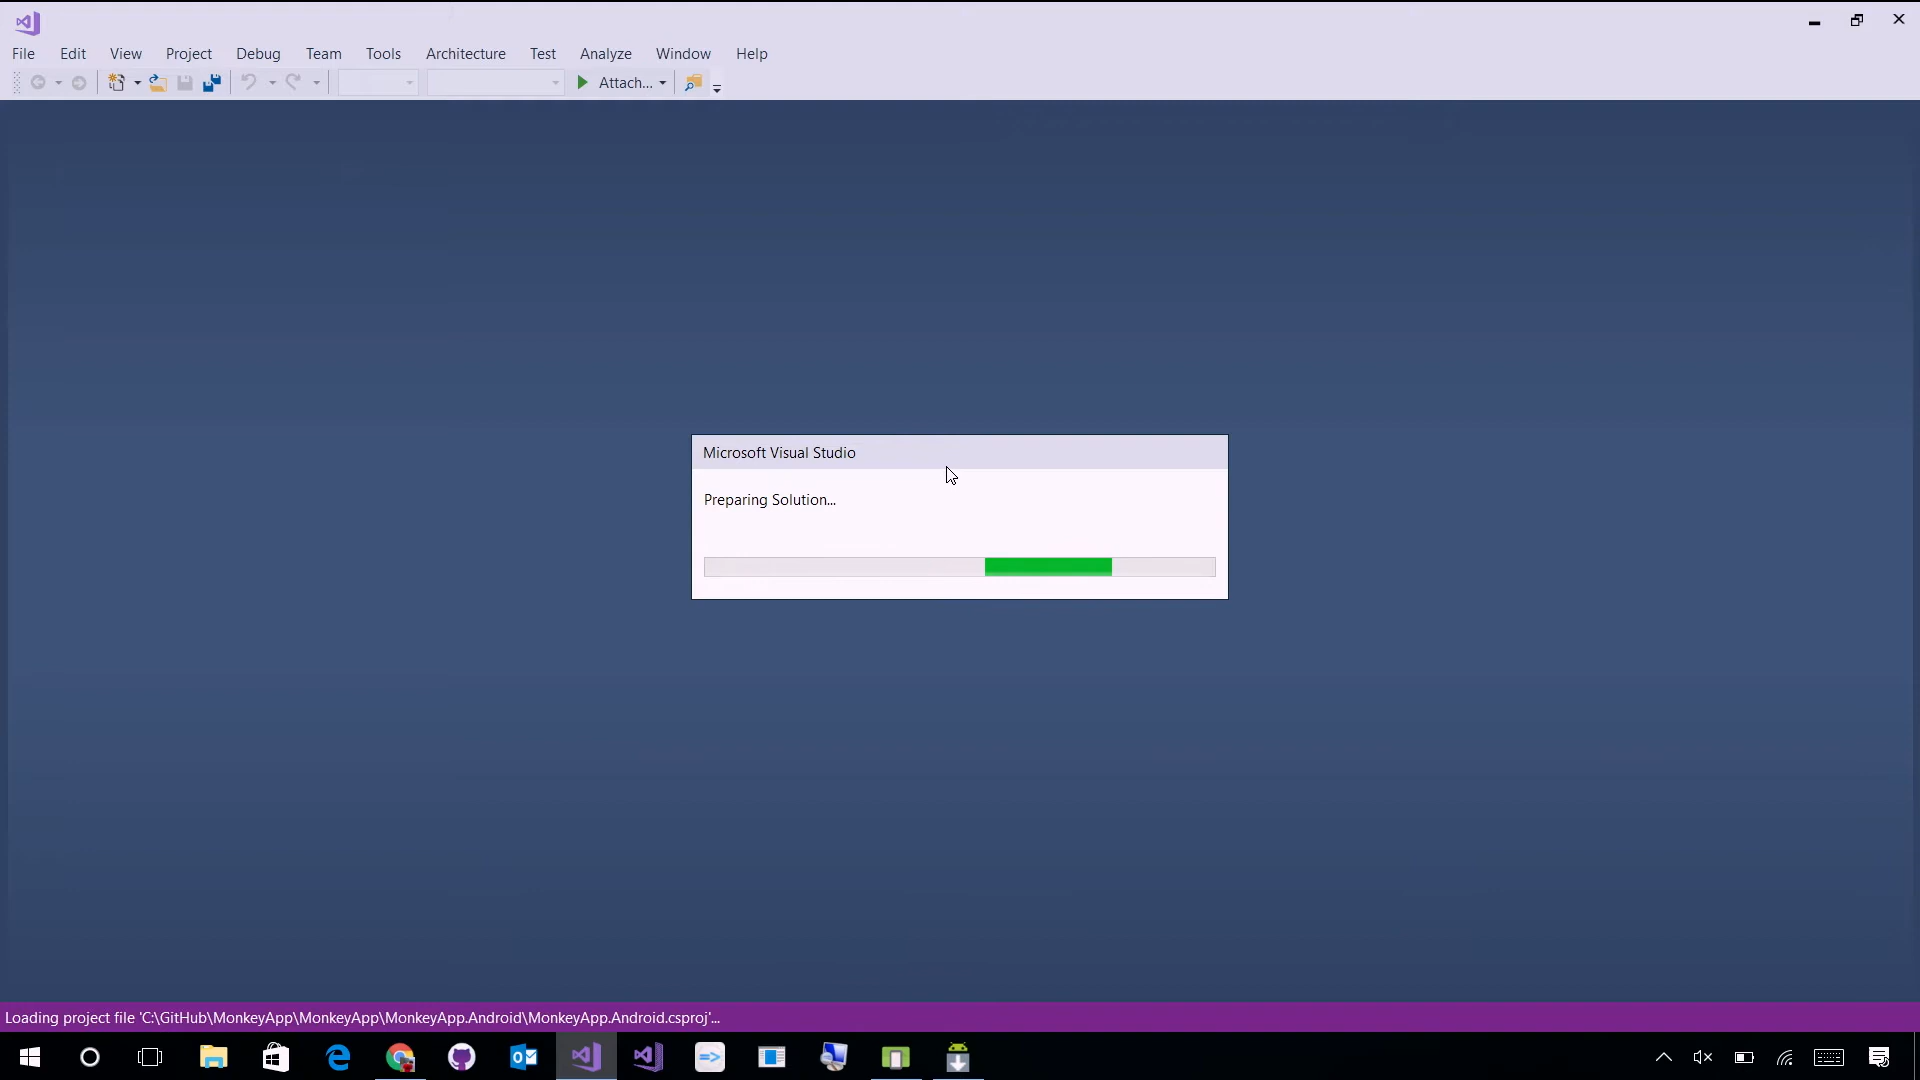 File Edit View Project Debug Team Tools Architecture Test Analyze Window Help
Attach...
Microsoft Visual Studio
Preparing Solution...
Loading project file 'C:\GitHub\MonkeyApp\MonkeyApp\MonkeyApp.Android\MonkeyApp.Android.csproj'...